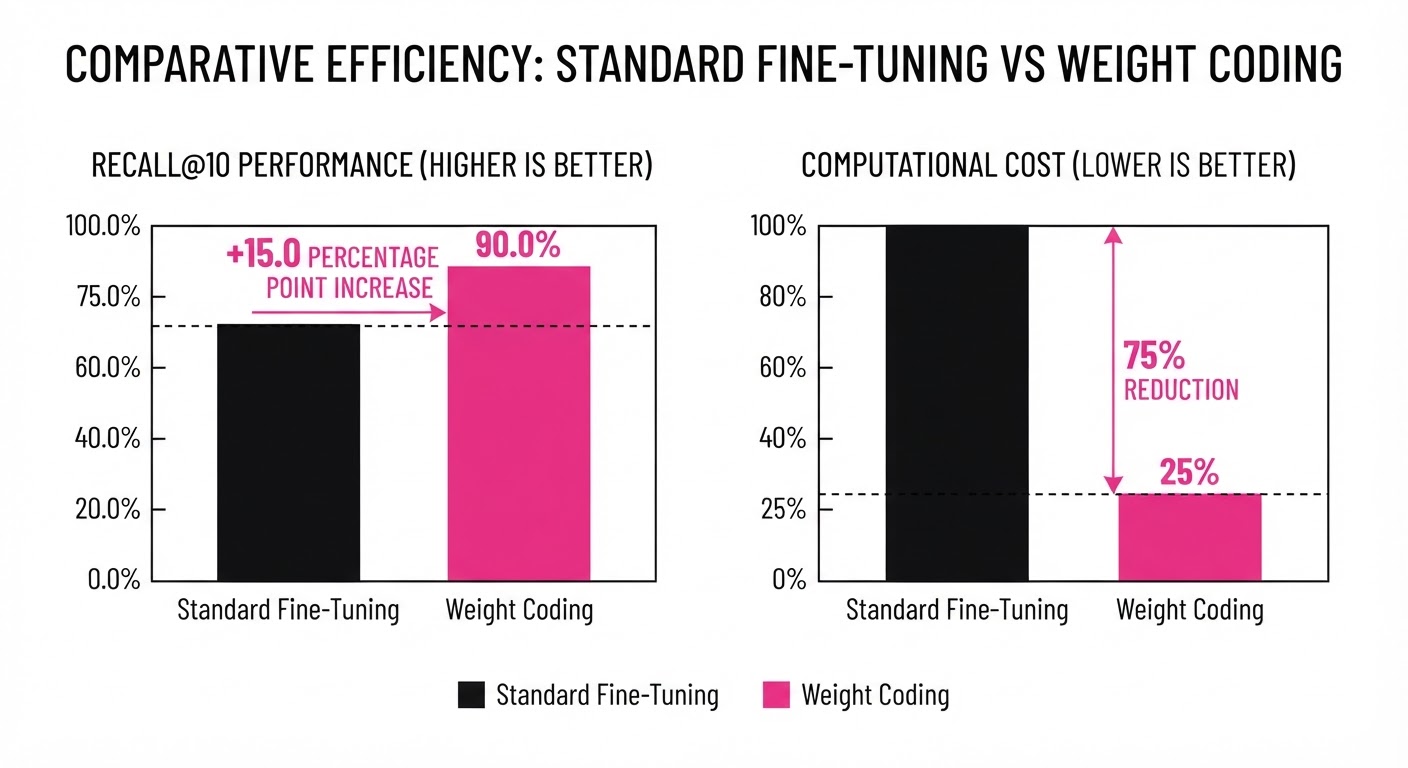 COMPARATIVE EFFICIENCY: STANDARD FINE-TUNING VS WEIGHT CODING
RECALL@10 PERFORMANCE (HIGHER IS BETTER)
100.0%
75.0%
60.0%
40.0%
20.0%
0.0%
+15.0 PERCENTAGE
POINT INCREASE
90.0%
Standard Fine-Tuning
Weight Coding
COMPUTATIONAL COST (LOWER IS BETTER)
100%
80%
60%
40%
25%
0%
75%
REDUCTION
25%
Standard Fine-Tuning
Weight Coding
Standard Fine-Tuning
Weight Coding